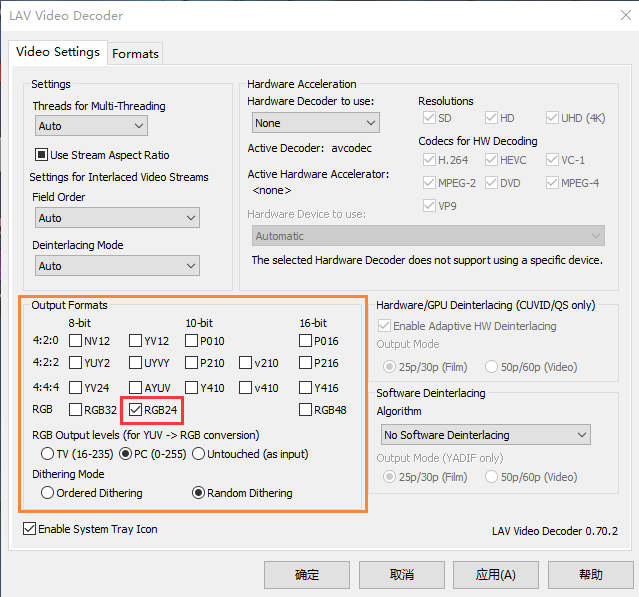 LAV Video Decoder
Video Settings
Formats
Settings
Threads for Multi-Threading
Auto
Use Stream Aspect Ratio
Settings for Interlaced Video Streams
Field Order
Auto
Deinterlacing Mode
Auto
Hardware Acceleration
Hardware Decoder to use:
None
Active Decoder: avcodec
Active Hardware Accelerator:
<none>
Hardware Device to use:
Automatic
The selected Hardware Decoder does not support using a specific device.
Resolutions
SD HD UHD (4K)
Codecs for HW Decoding
H.264 HEVC VC-1
MPEG-2 DVD MPEG-4
VP9
Output Formats
8-bit 10-bit 16-bit
4:2:0 NV12 YV12 P010 P016
4:2:2 YUY2 UYVY P210 v210 P216
4:4:4 YV24 AYUV Y410 v410 Y416
RGB RGB32 RGB24 RGB48
RGB Output levels (for YUV -> RGB conversion)
TV (16-235) PC (0-255) Untouched (as input)
Dithering Mode
Ordered Dithering Random Dithering
Hardware/GPU Deinterlacing (CUVID/QS only)
Enable Adaptive HW Deinterlacing
Output Mode
25p/30p (Film) 50p/60p (Video)
Software Deinterlacing
Algorithm
No Software Deinterlacing
Output Mode (YADIF only)
25p/30p (Film) 50p/60p (Video)
Enable System Tray Icon
LAV Video Decoder 0.70.2
确定 取消 应用(A) 帮助